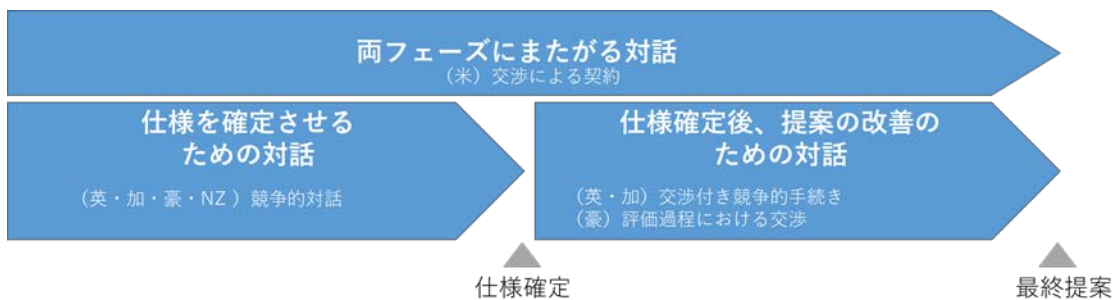 両フェーズにまたがる対話
（米）交渉による契約
仕様を確定させる
ための対話
（英・加・豪・NZ ）競争的対話
仕様確定後、提案の改善の
ための対話
（英・加）交渉付き競争的手続き
（豪）評価過程における交渉
仕様確定
最終提案